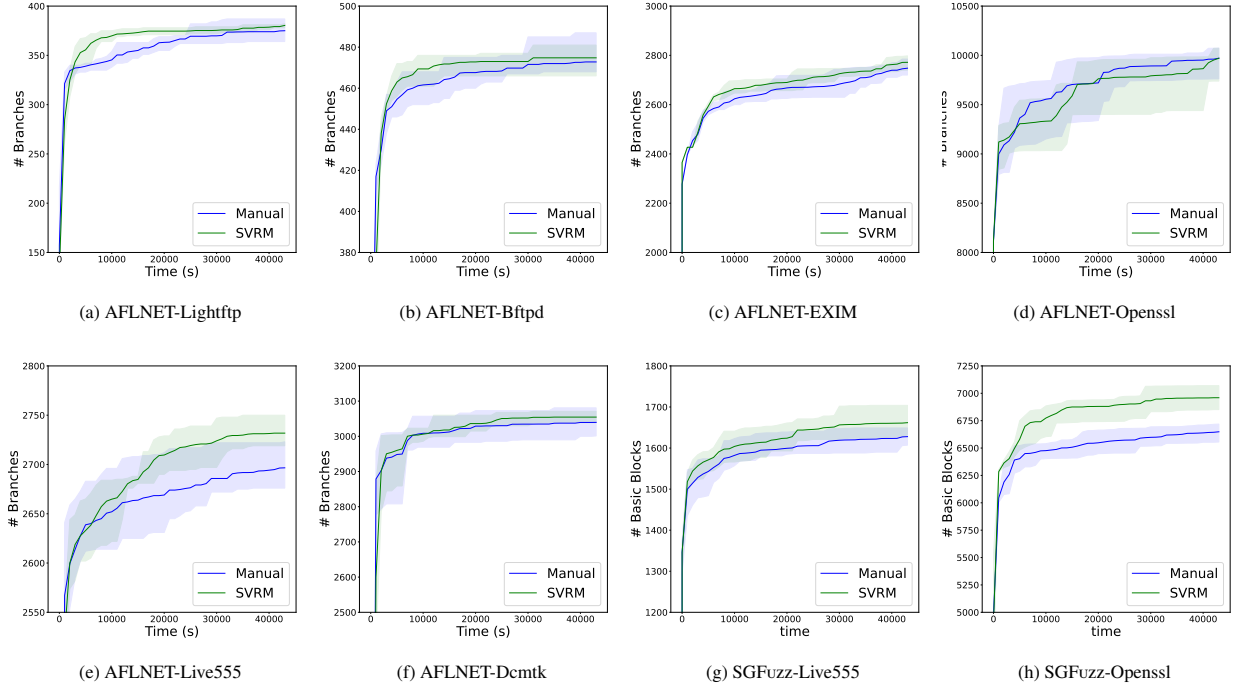 400
350
300
250
200
150
# Branches
0 10000 20000 30000 40000
Time (s)
Manual
SVRM
(a) AFLNET-Lightftp
500
480
460
440
420
400
380
# Branches
0 10000 20000 30000 40000
Time (s)
Manual
SVRM
(b) AFLNET-Bftpd
3000
2800
2600
2400
2200
2000
# Branches
0 10000 20000 30000 40000
Time (s)
Manual
SVRM
(c) AFLNET-EXIM
10500
10000
9500
9000
8500
8000
# Branches
0 10000 20000 30000 40000
Time (s)
Manual
SVRM
(d) AFLNET-Openssl
2800
2750
2700
2650
2600
2550
# Branches
0 10000 20000 30000 40000
Time (s)
Manual
SVRM
(e) AFLNET-Live555
3200
3100
3000
2900
2800
2700
2600
2500
# Branches
0 10000 20000 30000 40000
Time (s)
Manual
SVRM
(f) AFLNET-Dcmtk
1800
1700
1600
1500
1400
1300
1200
# Basic Blocks
0 10000 20000 30000 40000
time
Manual
SVRM
(g) SGFuzz-Live555
7250
7000
6750
6500
6250
6000
5750
5500
5250
5000
# Basic Blocks
0 10000 20000 30000 40000
time
Manual
SVRM
(h) SGFuzz-Openssl